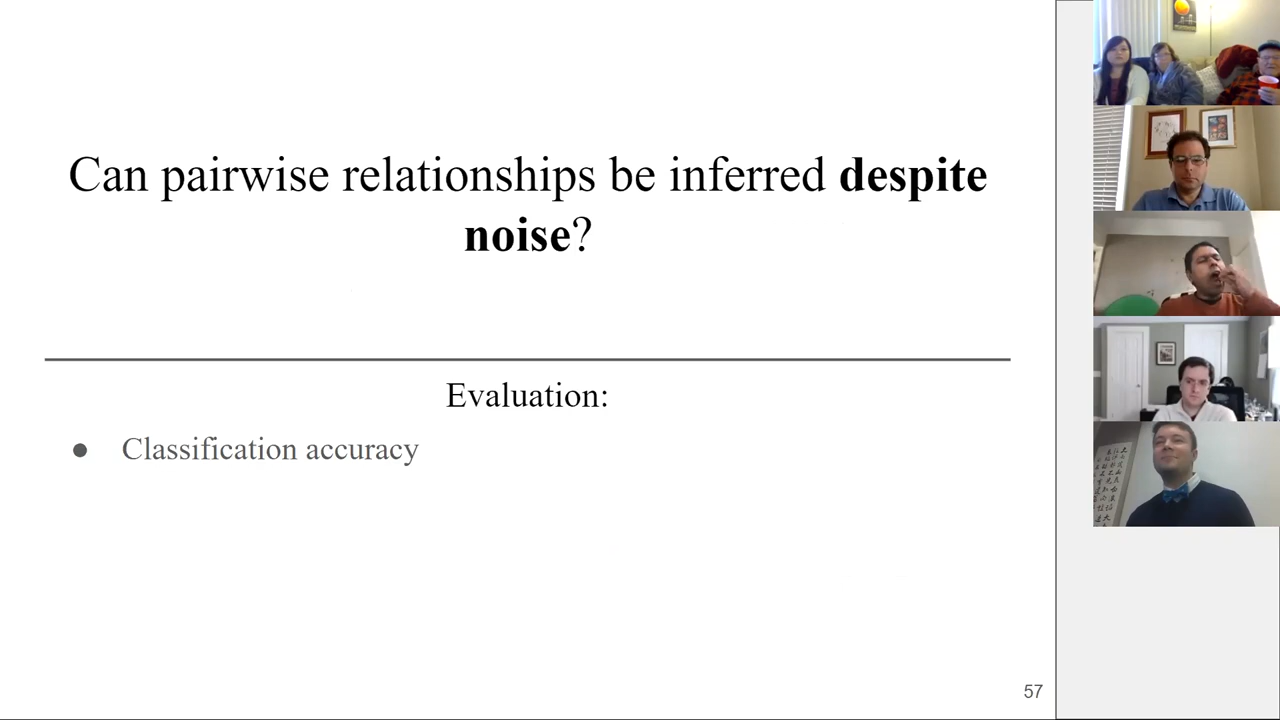 Can pairwise relationships be inferred despite
noise?
Evaluation:
● Classification accuracy
57